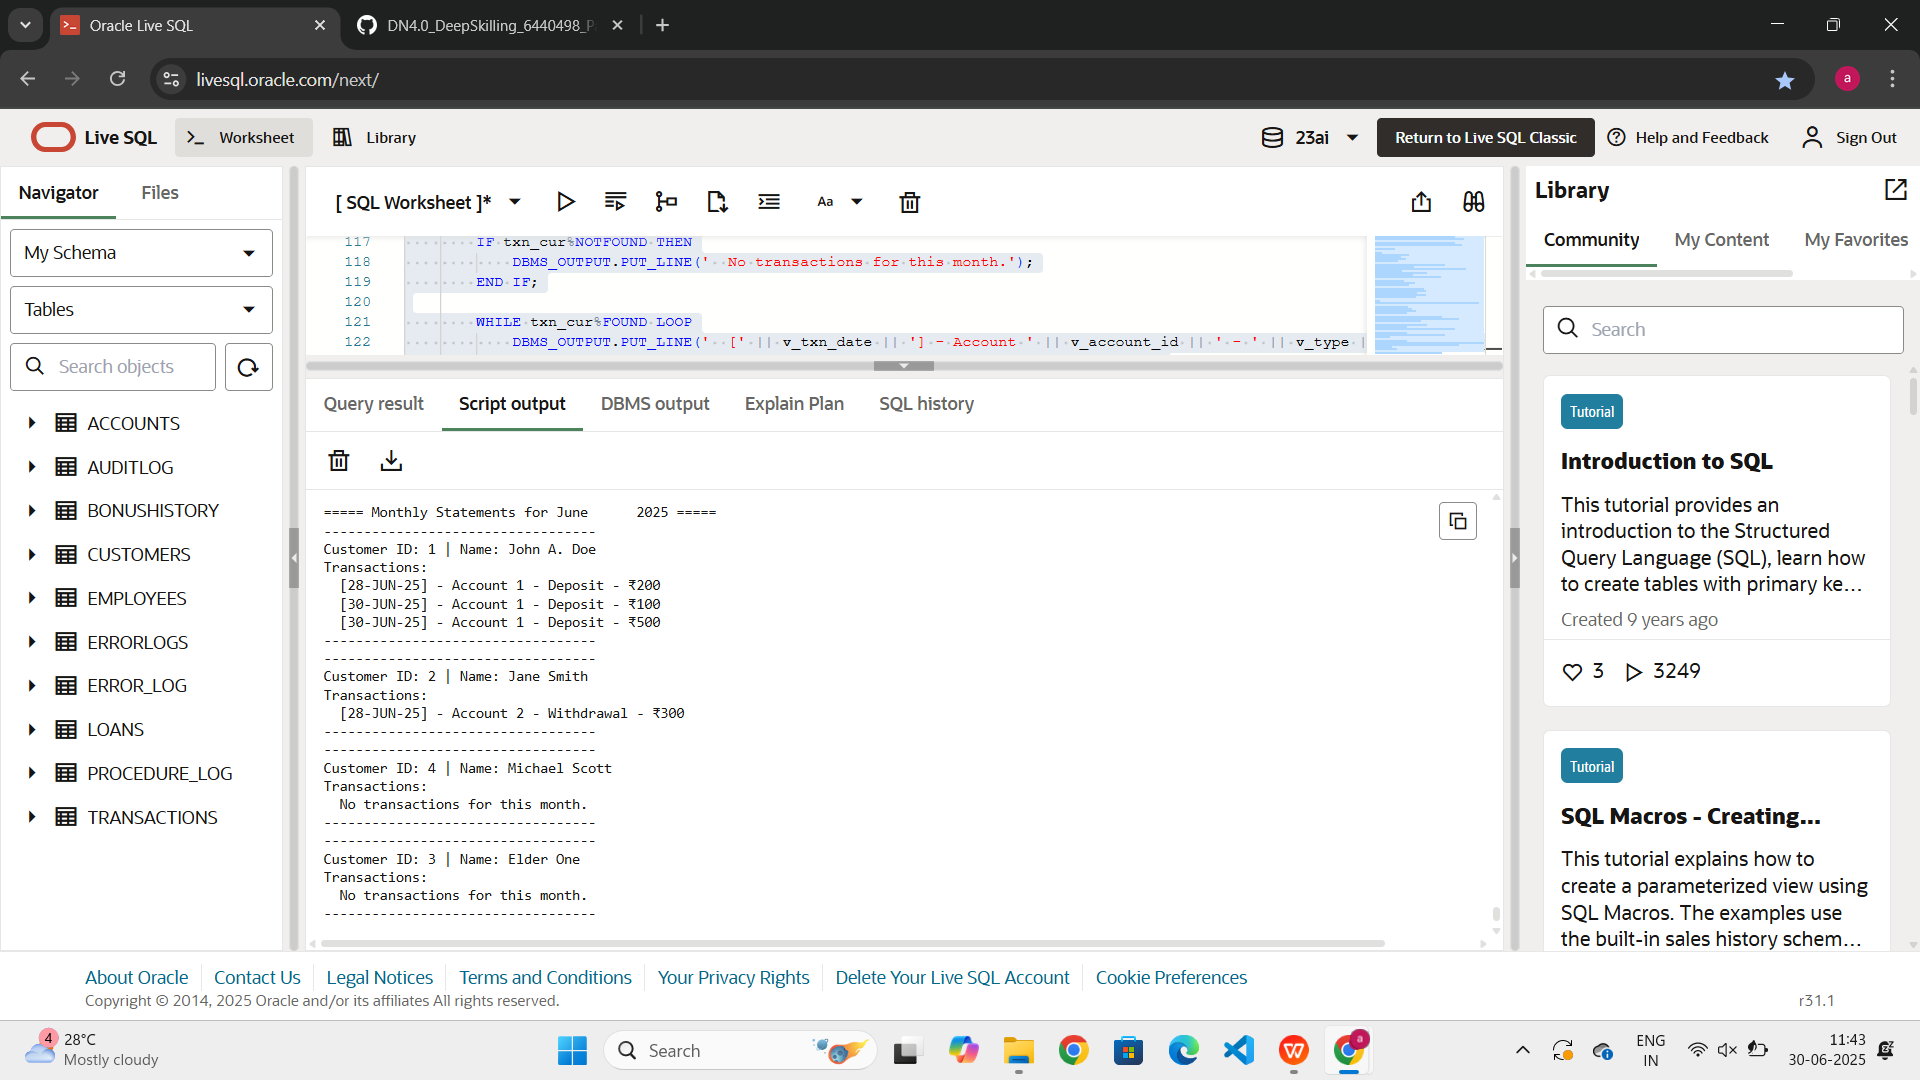 Oracle Live SQL
DN4.0_DeepSkilling_6440498_P
livesql.oracle.com/next/
a
Live SQL
Worksheet
Library
23ai
Return to Live SQL Classic
Help and Feedback
Sign Out
Navigator
Files
My Schema
Tables
Search objects
ACCOUNTS
AUDITLOG
BONUSHISTORY
CUSTOMERS
EMPLOYEES
ERRORLOGS
ERROR_LOG
LOANS
PROCEDURE_LOG
TRANSACTIONS
[ SQL Worksheet ]*
Aa
117 IF txn_cur%NOTFOUND THEN
118 DBMS_OUTPUT.PUT_LINE('  No transactions for this month.');
119 END IF;
120
121 WHILE txn_cur%FOUND LOOP
122 DBMS_OUTPUT.PUT_LINE('  [' || v_txn_date || '] - Account ' || v_account_id || ' - ' || v_type |
Query result
Script output
DBMS output
Explain Plan
SQL history
===== Monthly Statements for June      2025 =====
----------------------------------
Customer ID: 1 | Name: John A. Doe
Transactions:
  [28-JUN-25] - Account 1 - Deposit - ₹200
  [30-JUN-25] - Account 1 - Deposit - ₹100
  [30-JUN-25] - Account 1 - Deposit - ₹500
----------------------------------
----------------------------------
Customer ID: 2 | Name: Jane Smith
Transactions:
  [28-JUN-25] - Account 2 - Withdrawal - ₹300
----------------------------------
----------------------------------
Customer ID: 4 | Name: Michael Scott
Transactions:
  No transactions for this month.
----------------------------------
----------------------------------
Customer ID: 3 | Name: Elder One
Transactions:
  No transactions for this month.
----------------------------------
Library
Community
My Content
My Favorites
Search
Tutorial
Introduction to SQL
This tutorial provides an
introduction to the Structured
Query Language (SQL), learn how
to create tables with primary ke...
Created 9 years ago
3
3249
Tutorial
SQL Macros - Creating...
This tutorial explains how to
create a parameterized view using
SQL Macros. The examples use
the built-in sales history schem...
About Oracle
Contact Us
Legal Notices
Terms and Conditions
Your Privacy Rights
Delete Your Live SQL Account
Cookie Preferences
Copyright © 2014, 2025 Oracle and/or its affiliates All rights reserved.
r31.1
4
28°C
Mostly cloudy
Search
a
ENG
IN
11:43
30-06-2025